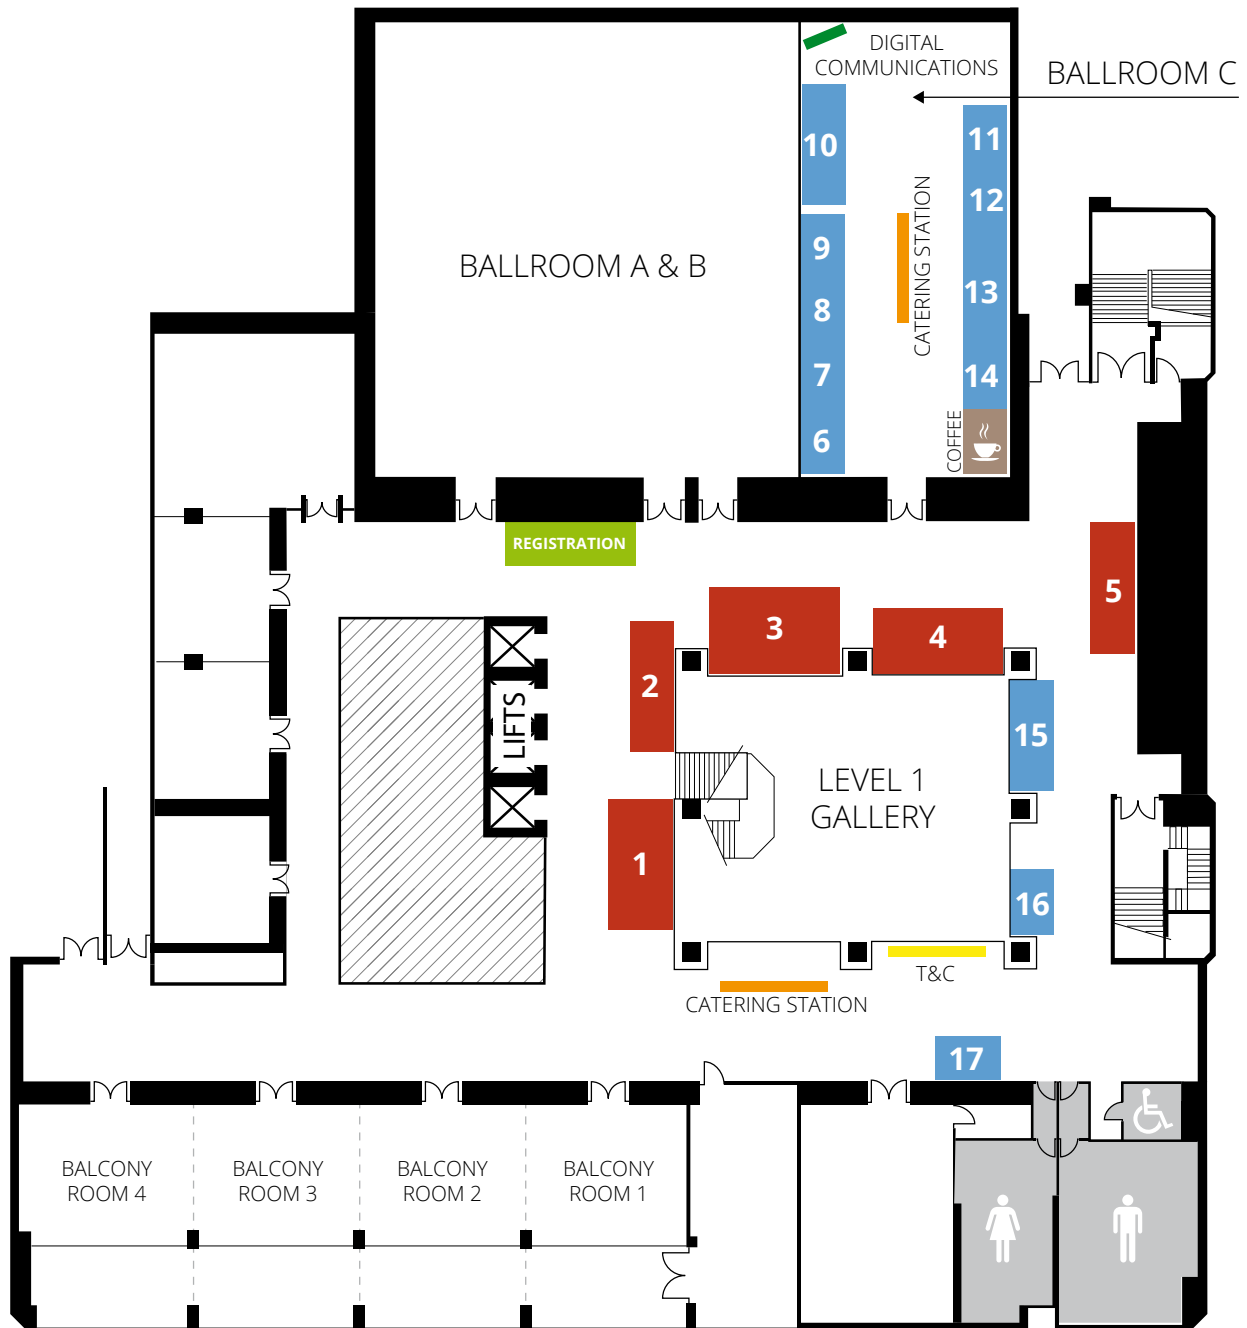 DIGITAL
COMMUNICATIONS
BALLROOM C
10
11
12
CATERING STATION
BALLROOM A & B
9
8
13
7
14
6
COFFEE
REGISTRATION
5
3
4
2
15
LIFTS
LEVEL 1
GALLERY
1
16
T&C
CATERING STATION
17
BALCONY
ROOM 4
BALCONY
ROOM 3
BALCONY
ROOM 2
BALCONY
ROOM 1